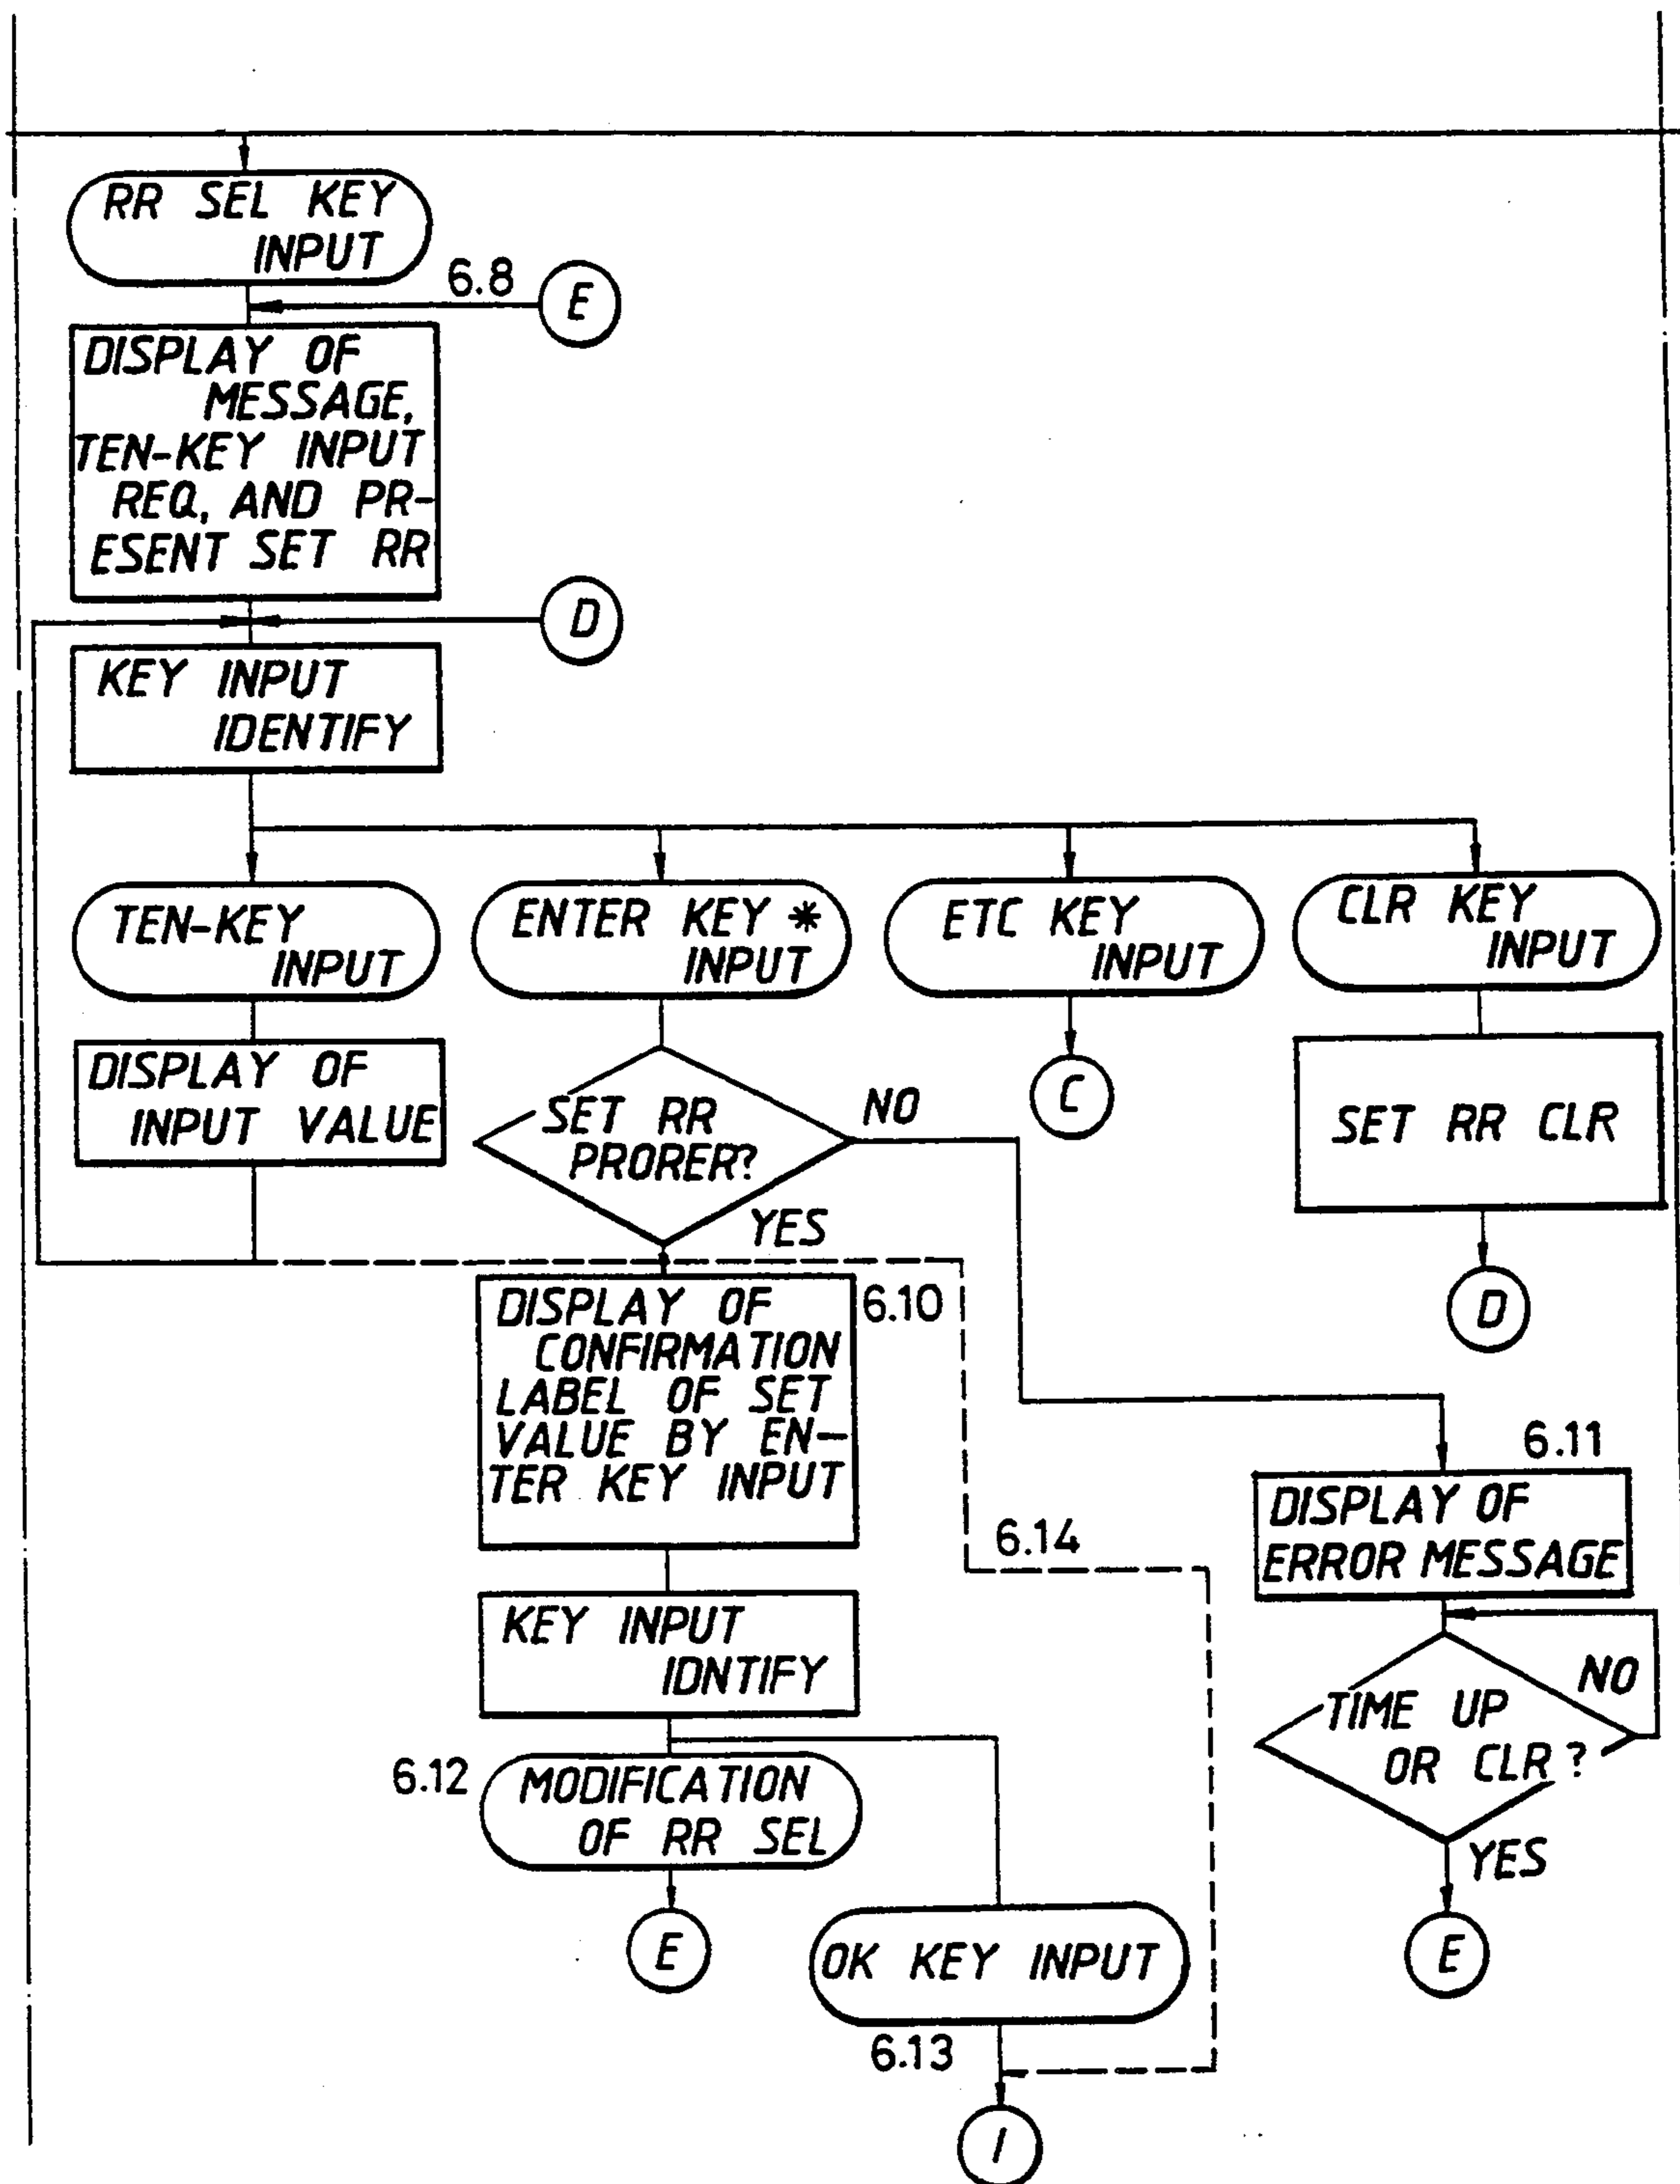 RR SEL KEY
INPUT
6.8
E
DISPLAY OF
MESSAGE,
TEN-KEY INPUT
REQ, AND PR-
ESENT SET RR
D
KEY INPUT
IDENTIFY
TEN-KEY
INPUT
ENTER KEY *
INPUT
ETC KEY
INPUT
CLR KEY
INPUT
DISPLAY OF
INPUT VALUE
SET RR
PRORER?
NO
YES
C
SET RR CLR
D
DISPLAY OF
CONFIRMATION
LABEL OF SET
VALUE BY EN-
TER KEY INPUT
6.10
6.11
DISPLAY OF
ERROR MESSAGE
6.14
KEY INPUT
IDNTIFY
TIME UP
OR CLR?
NO
YES
E
6.12
MODIFICATION
OF RR SEL
E
OK KEY INPUT
6.13
I